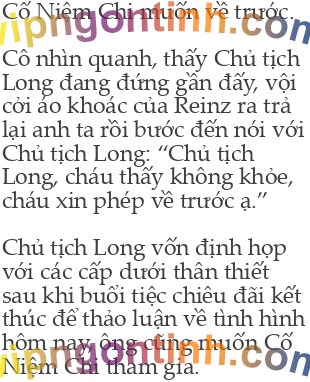 Cố Niệm Chi muốn về trước.
vipngontinh.com
Cô nhìn quanh, thấy Chủ tịch
Long đang đứng gần đấy, vội
cởi áo khoác của Reinz ra trả
lại anh ta rồi bước đến nói với
Chủ tịch Long: “Chủ tịch
Long, cháu thấy không khỏe,
cháu xin phép về trước ạ.”
Chủ tịch Long vốn định họp
với các cấp dưới thân thiết
sau khi buổi tiệc chiêu đãi kết
thúc để thảo luận về tình hình
hôm nay, ông cũng muốn Cố
Niệm Chi tham gia.
vipngontinh.com